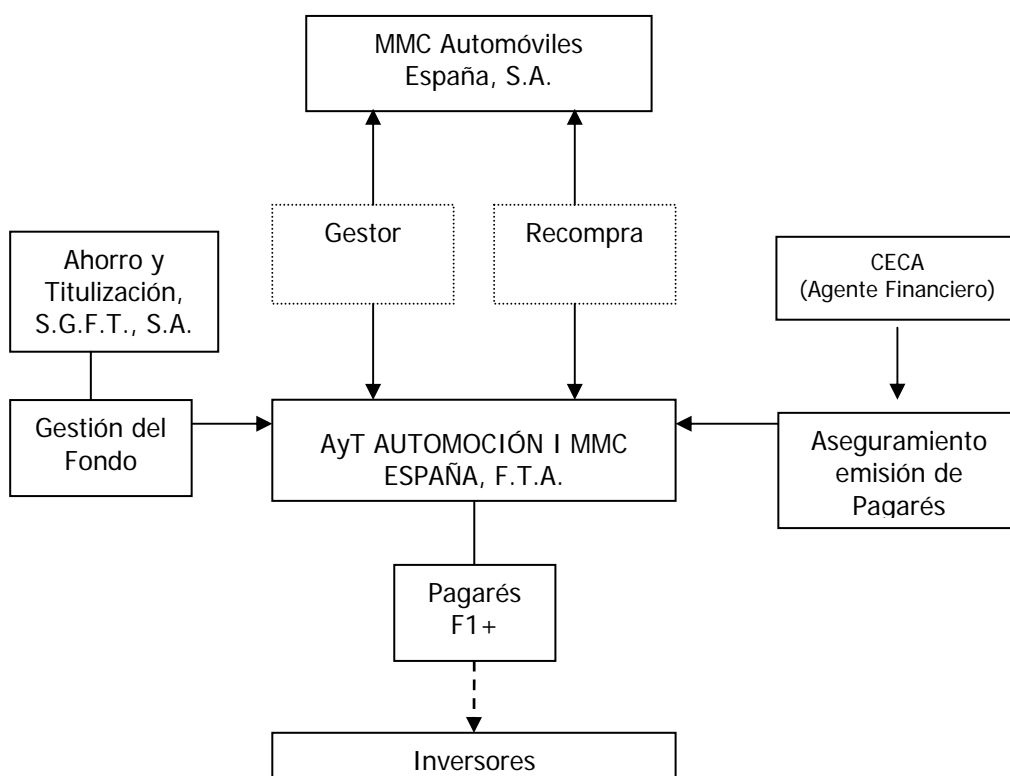 MMC Automóviles
España, S.A.
Gestor
Recompra
Ahorro y
Titulización,
S.G.F.T., S.A.
CECA
(Agente Financiero)
Gestión del
Fondo
AyT AUTOMOCIÓN I MMC
ESPAÑA, F.T.A.
Aseguramiento
emisión de
Pagarés
Pagarés
F1+
Inversores